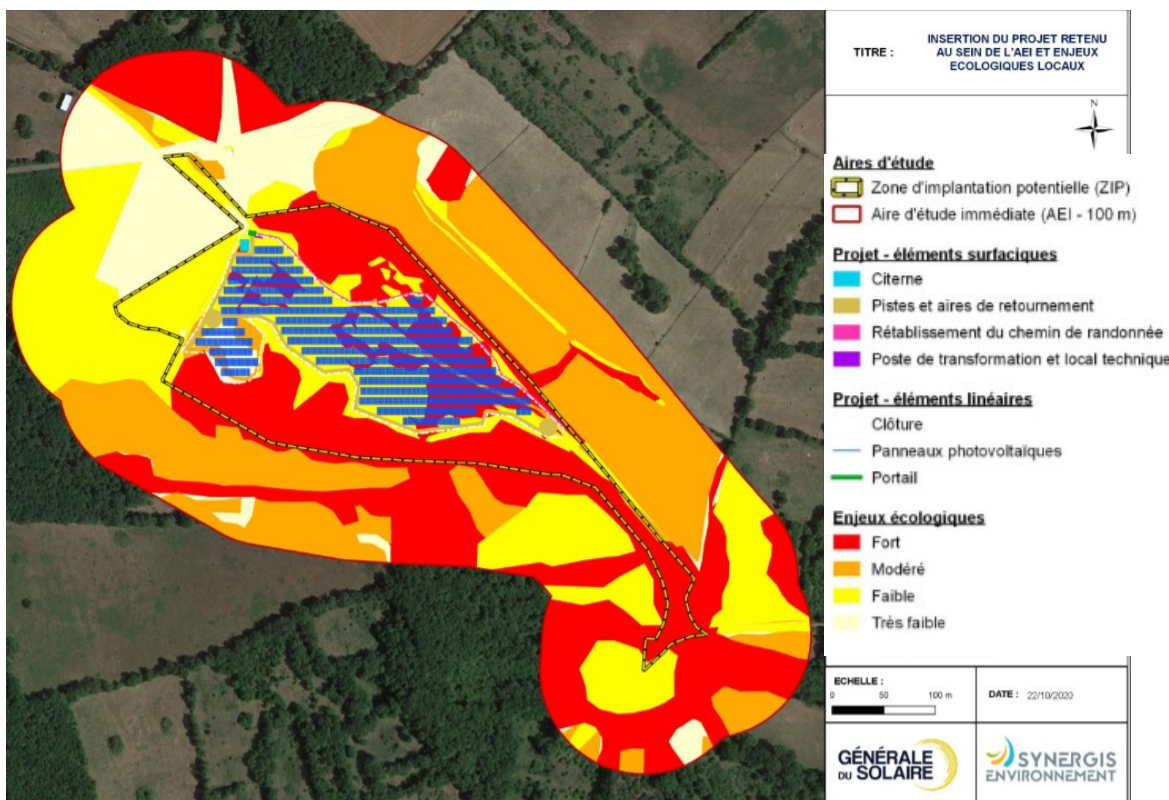 TITRE :
INSERTION DU PROJET RETENU
AU SEIN DE L'AEI ET ENJEUX
ECOLOGIQUES LOCAUX
N
Aires d'étude
Zone d'implantation potentielle (ZIP)
Aire d'étude immédiate (AEI - 100 m)
Projet - éléments surfaciques
Citerne
Pistes et aires de retournement
Rétablissement du chemin de randonnée
Poste de transformation et local technique
Projet - éléments linéaires
Clôture
Panneaux photovoltaïques
Portail
Enjeux écologiques
Fort
Modéré
Faible
Très faible
ECHELLE :
0 50 100 m
DATE : 22/10/2020
GÉNÉRALE
DU SOLAIRE
SYNERGIS
ENVIRONNEMENT